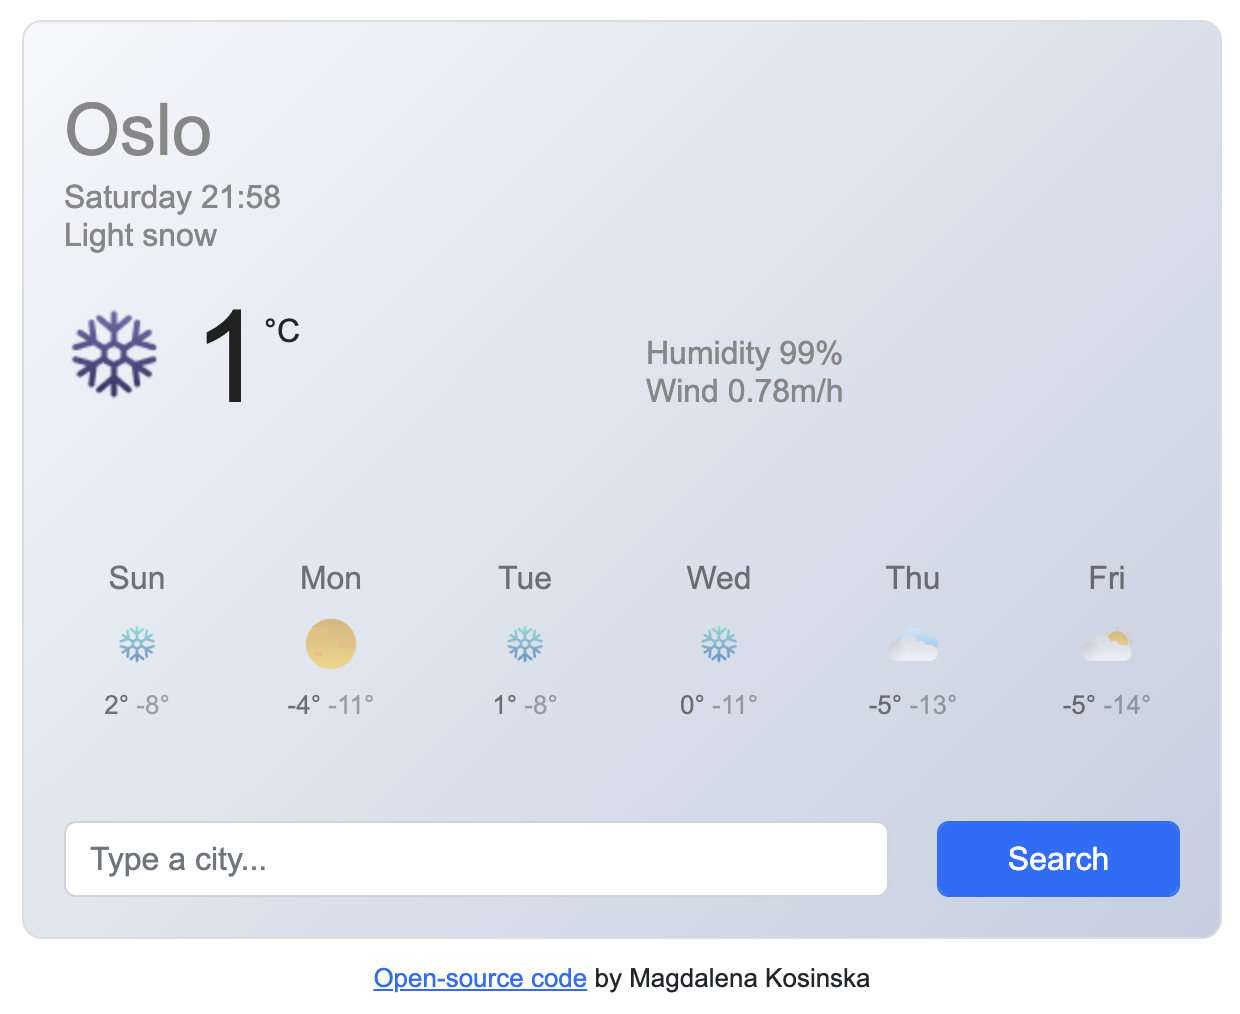 Oslo
Saturday 21:58
Light snow
1 °C
Humidity 99%
Wind 0.78m/h
Sun Mon Tue Wed Thu Fri
2° -8° -4° -11° 1° -8° 0° -11° -5° -13° -5° -14°
Type a city... Search
Open-source code by Magdalena Kosinska